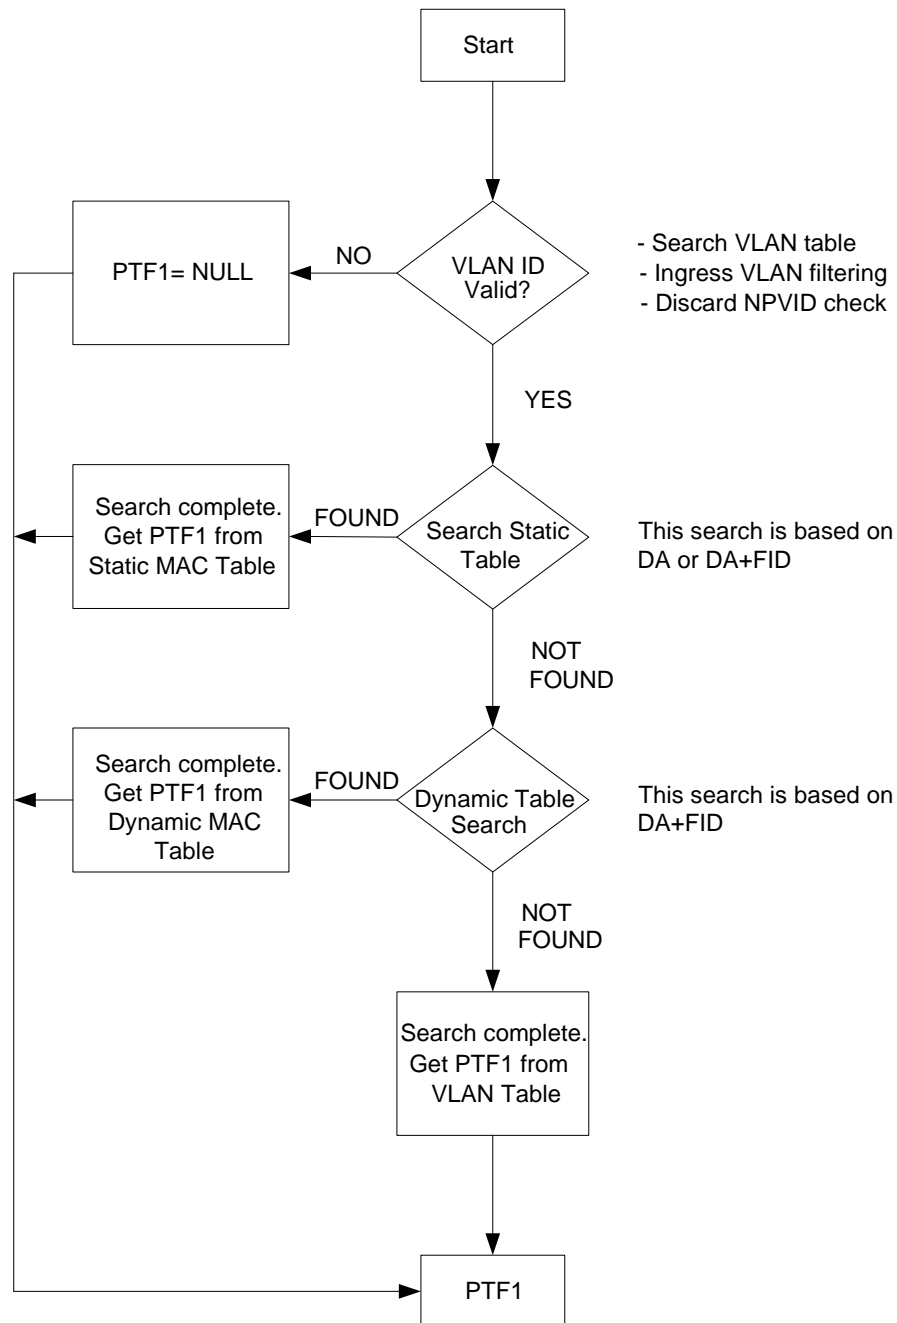 Start
PTF1= NULL
NO
VLAN ID
Valid?
- Search VLAN table
- Ingress VLAN filtering
- Discard NPVID check
YES
Search complete.
Get PTF1 from
Static MAC Table
FOUND
Search Static
Table
This search is based on
DA or DA+FID
NOT
FOUND
Search complete.
Get PTF1 from
Dynamic MAC
Table
FOUND
Dynamic Table
Search
This search is based on
DA+FID
NOT
FOUND
Search complete.
Get PTF1 from
VLAN Table
PTF1